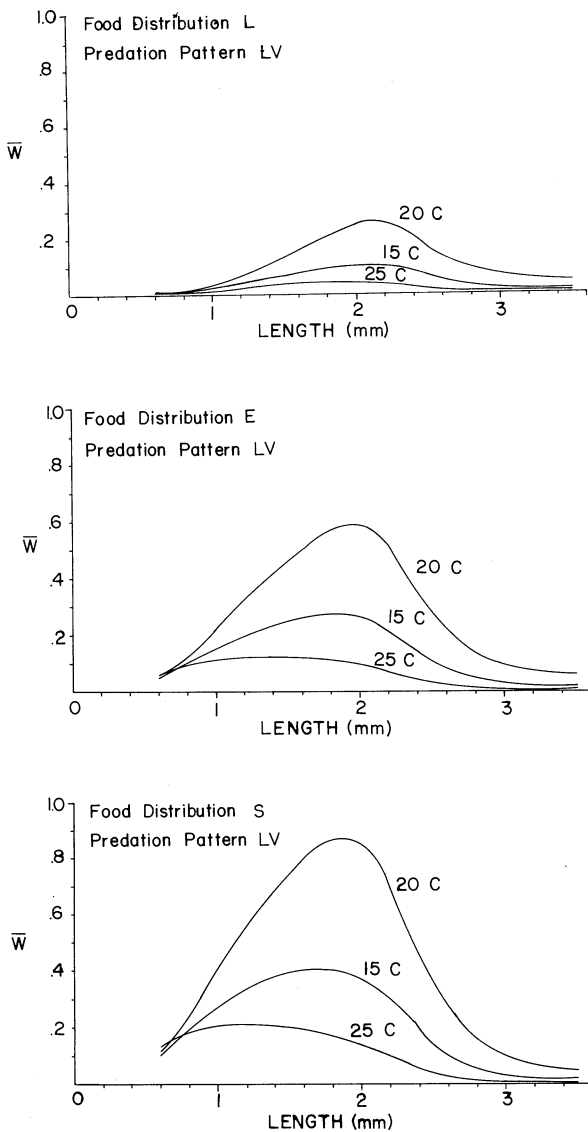 1.0
Food Distribution L
Predation Pattern LV
.8
.6
W̅
.4
20 C
.2
15 C
25 C
0 1 2 3
LENGTH (mm)
1.0
Food Distribution E
Predation Pattern LV
.8
.6
W̅
20 C
.4
15 C
.2
25 C
0 1 2 3
LENGTH (mm)
1.0
Food Distribution S
Predation Pattern LV
.8
20 C
.6
W̅
.4
15 C
.2
25 C
0 1 2 3
LENGTH (mm)